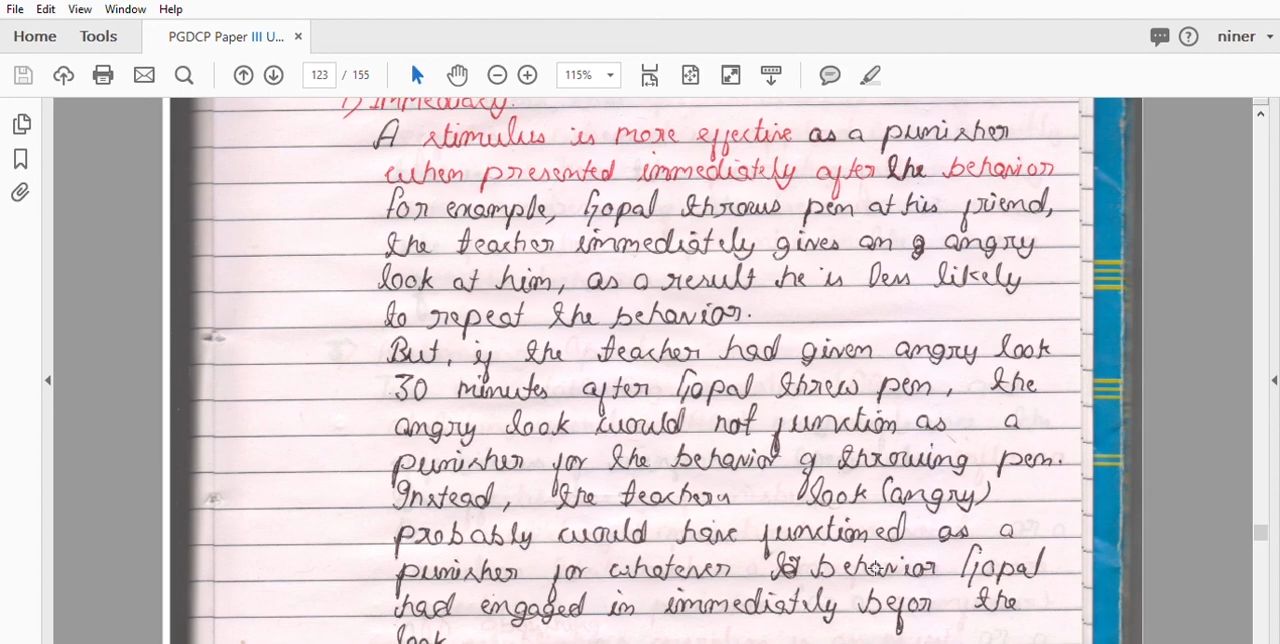 File Edit View Window Help
Home Tools PGDCP Paper III U... × niner
123 / 155 115%
1) Immediacy.
A stimulus is more effective as a punisher
when presented immediately after the behavior
for example, Gopal throws pen at his friend,
the teacher immediately gives an angry
look at him, as a result he is less likely
to repeat the behavior.
But, if the teacher had given angry look
30 minutes after Gopal threw pen, the
angry look would not function as a
punisher for the behavior of throwing pen.
Instead, the teachers look (angry)
probably would have functioned as a
punisher for whatever behavior Gopal
had engaged in immediately befor the
look